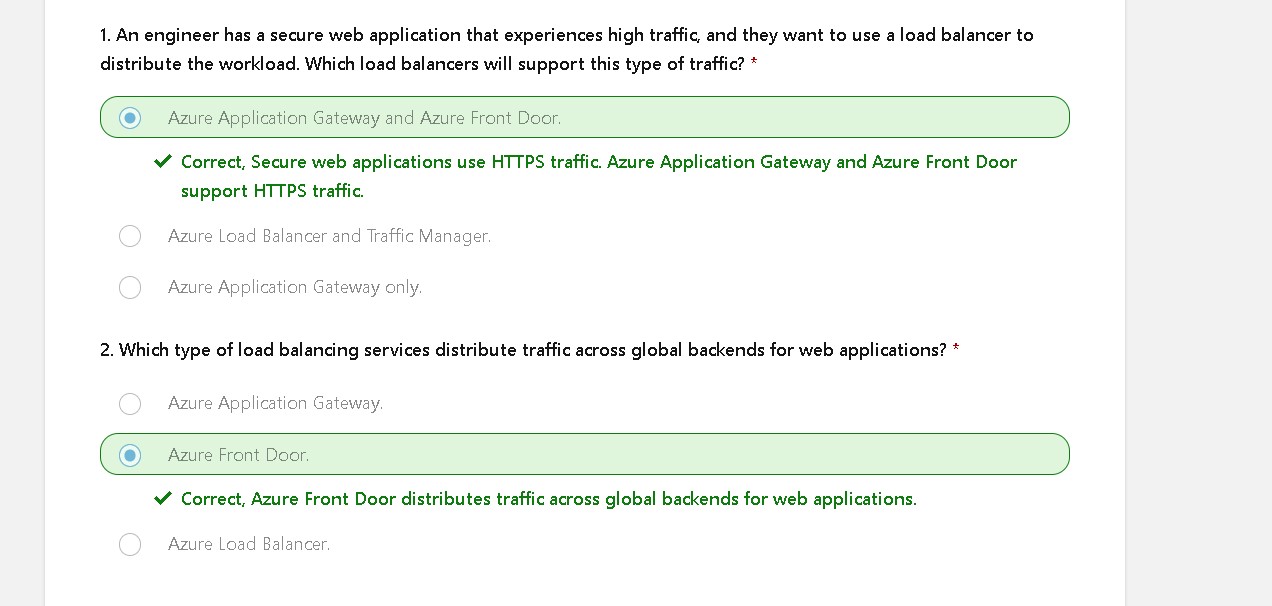 1. An engineer has a secure web application that experiences high traffic, and they want to use a load balancer to
distribute the workload. Which load balancers will support this type of traffic? *
Azure Application Gateway and Azure Front Door.
Correct, Secure web applications use HTTPS traffic. Azure Application Gateway and Azure Front Door
support HTTPS traffic.
Azure Load Balancer and Traffic Manager.
Azure Application Gateway only.
2. Which type of load balancing services distribute traffic across global backends for web applications? *
Azure Application Gateway.
Azure Front Door.
Correct, Azure Front Door distributes traffic across global backends for web applications.
Azure Load Balancer.